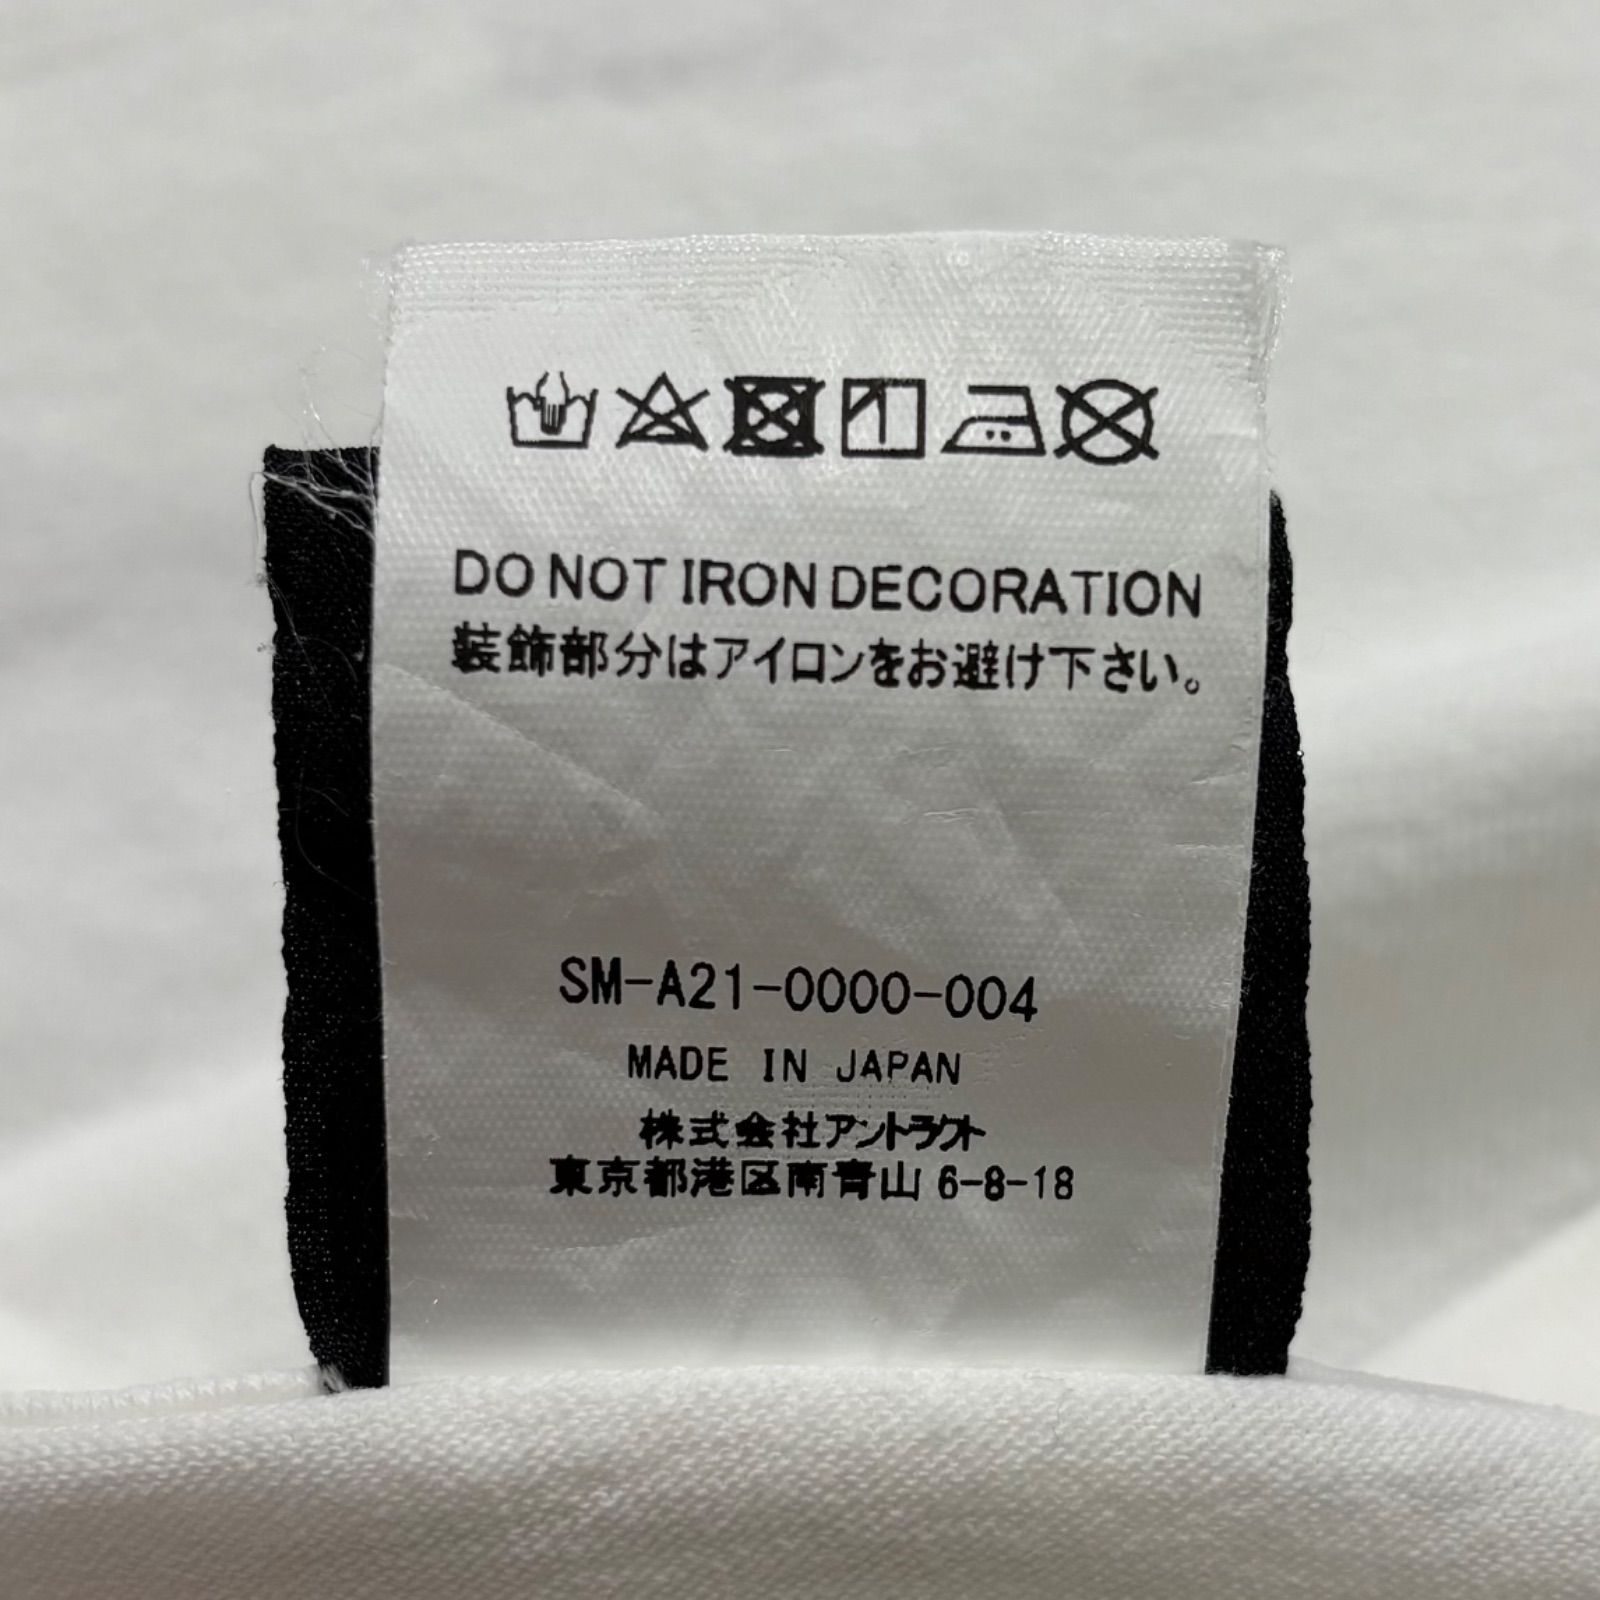 DO NOT IRON DECORATION
装飾部分はアイロンをお避け下さい。
SM-A21-0000-004
MADE IN JAPAN
株式会社アントラクト
東京都港区南青山 6-8-18